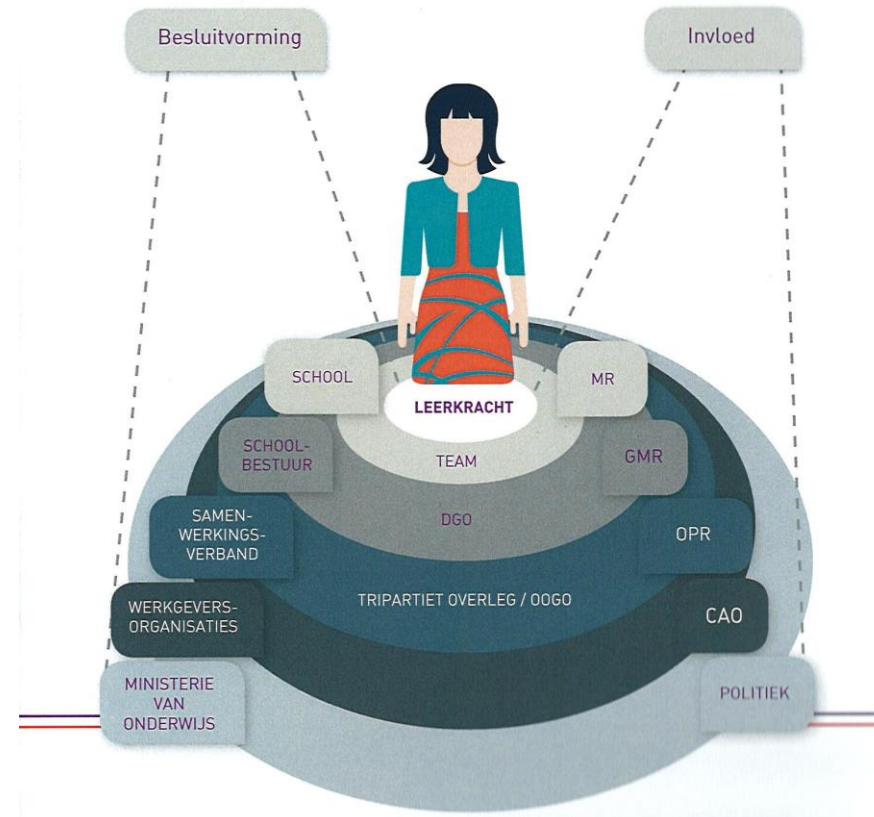 Besluitvorming
Invloed
SCHOOL
MR
LEERKRACHT
SCHOOL-
BESTUUR
TEAM
GMR
SAMEN-
WERKINGS-
VERBAND
DGO
OPR
WERKGEVERS-
ORGANISATIES
TRIPARTIET OVERLEG / OOGO
CAO
MINISTERIE
VAN
ONDERWIJS
POLITIEK